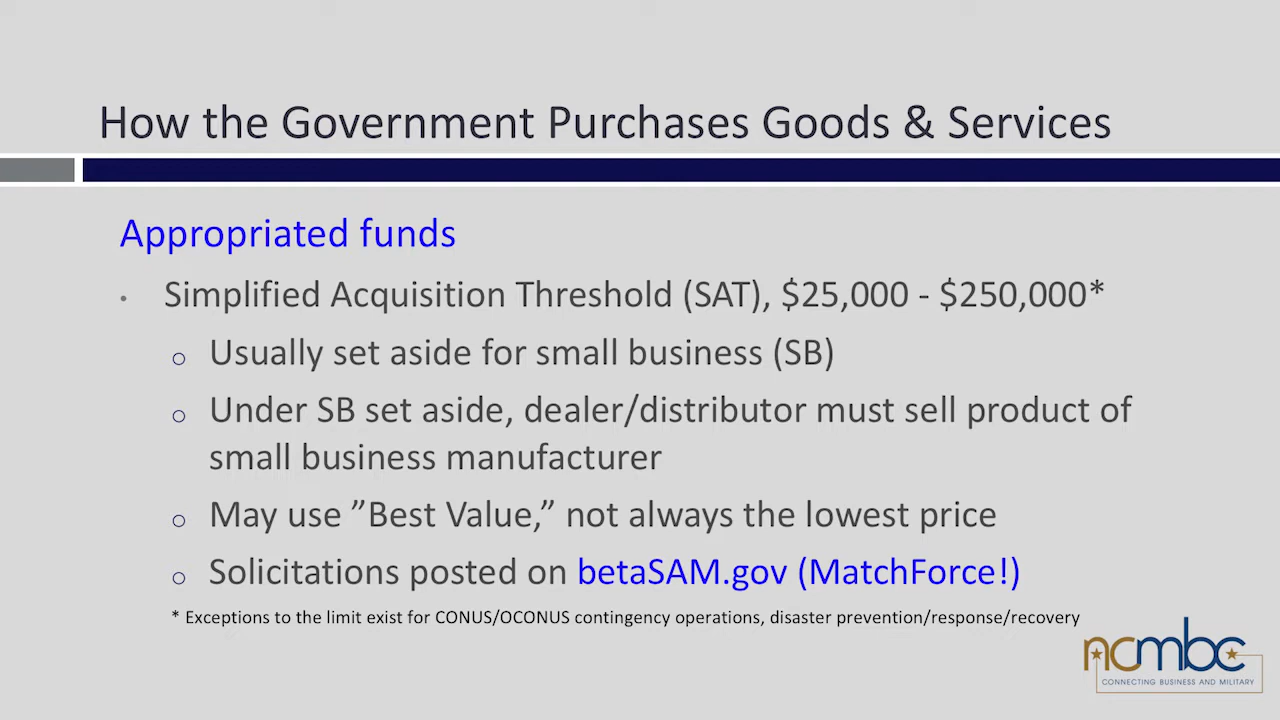 How the Government Purchases Goods & Services
Appropriated funds
• Simplified Acquisition Threshold (SAT), $25,000 - $250,000*
o Usually set aside for small business (SB)
o Under SB set aside, dealer/distributor must sell product of
small business manufacturer
o May use ”Best Value,” not always the lowest price
o Solicitations posted on betaSAM.gov (MatchForce!)
* Exceptions to the limit exist for CONUS/OCONUS contingency operations, disaster prevention/response/recovery
ncmbc
CONNECTING BUSINESS AND MILITARY